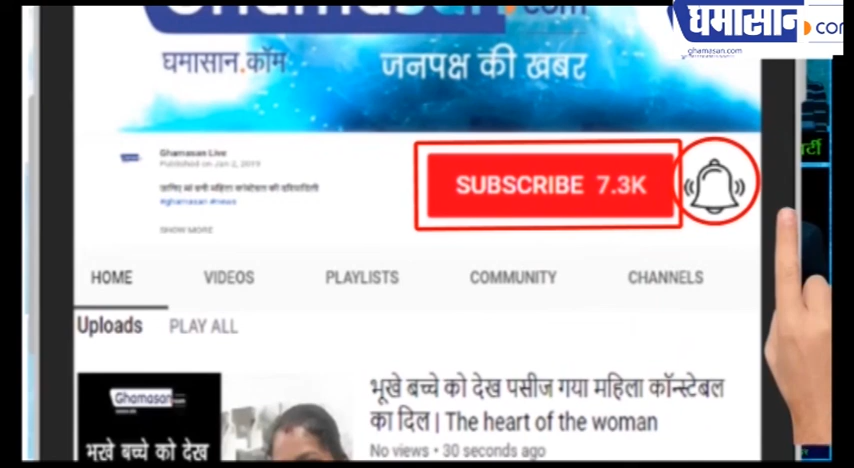 घमासान.com
ghamasan.com
घमासान.कॉम
जनपक्ष की खबर
Ghamasan Live
Published on Jan 2, 2019
#ghamasan #news
SHOW MORE
SUBSCRIBE 7.3K
HOME VIDEOS PLAYLISTS COMMUNITY CHANNELS
Uploads PLAY ALL
Ghamasan
भूखे बच्चे को देख
भूखे बच्चे को देख पसीज गया महिला कॉन्स्टेबल
का दिल | The heart of the woman
No views • 30 seconds ago